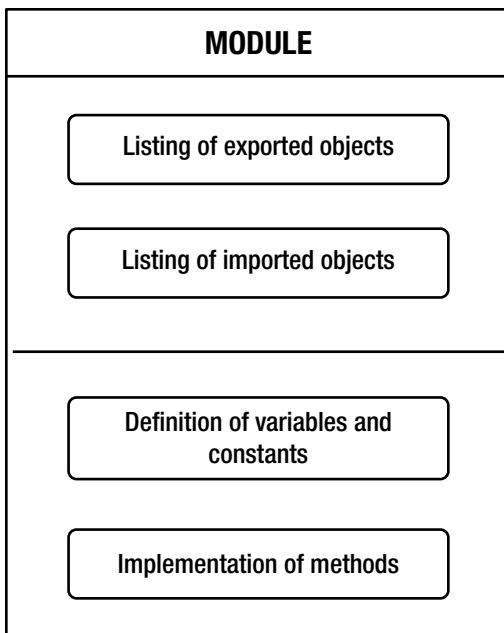 MODULE
Listing of exported objects
Listing of imported objects
Definition of variables and
constants
Implementation of methods